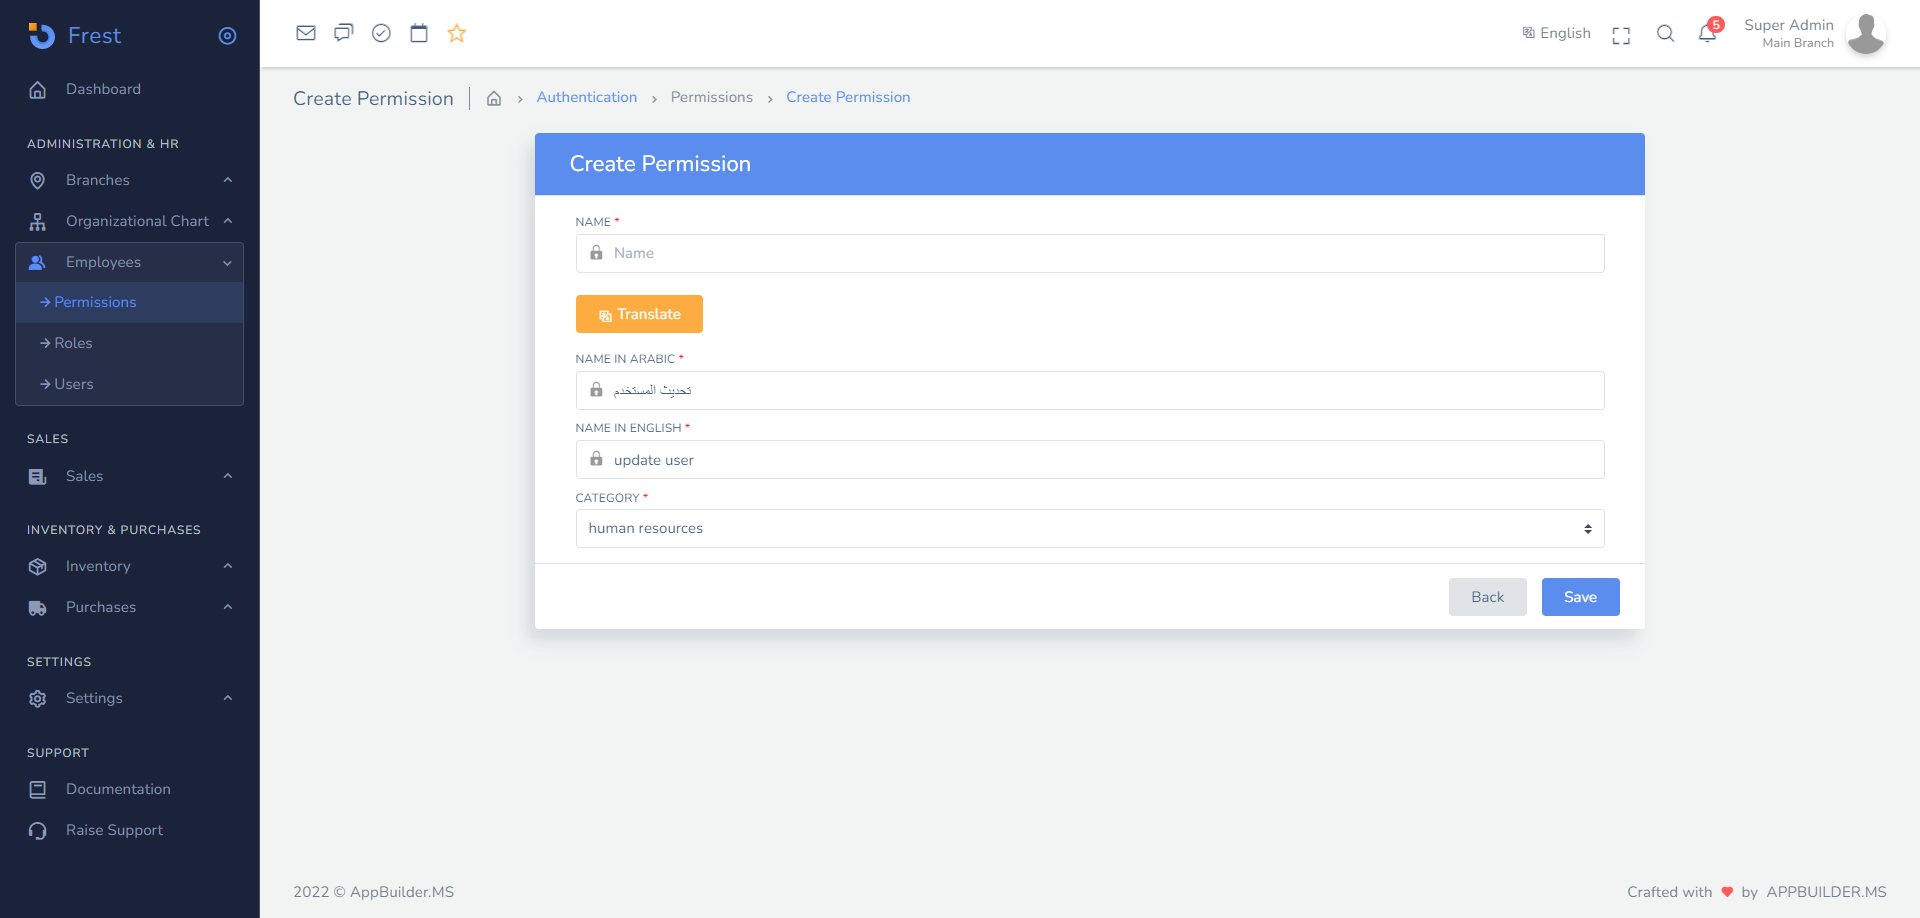 Frest
English
5
Super Admin
Main Branch
Dashboard
ADMINISTRATION & HR
Branches
Organizational Chart
Employees
Permissions
Roles
Users
SALES
Sales
INVENTORY & PURCHASES
Inventory
Purchases
SETTINGS
Settings
SUPPORT
Documentation
Raise Support
Create Permission
Authentication
Permissions
Create Permission
Create Permission
NAME *
Name
Translate
NAME IN ARABIC *
تحديث المستخدم
NAME IN ENGLISH *
update user
CATEGORY *
human resources
Back
Save
2022 © AppBuilder.MS
Crafted with ❤ by APPBUILDER.MS